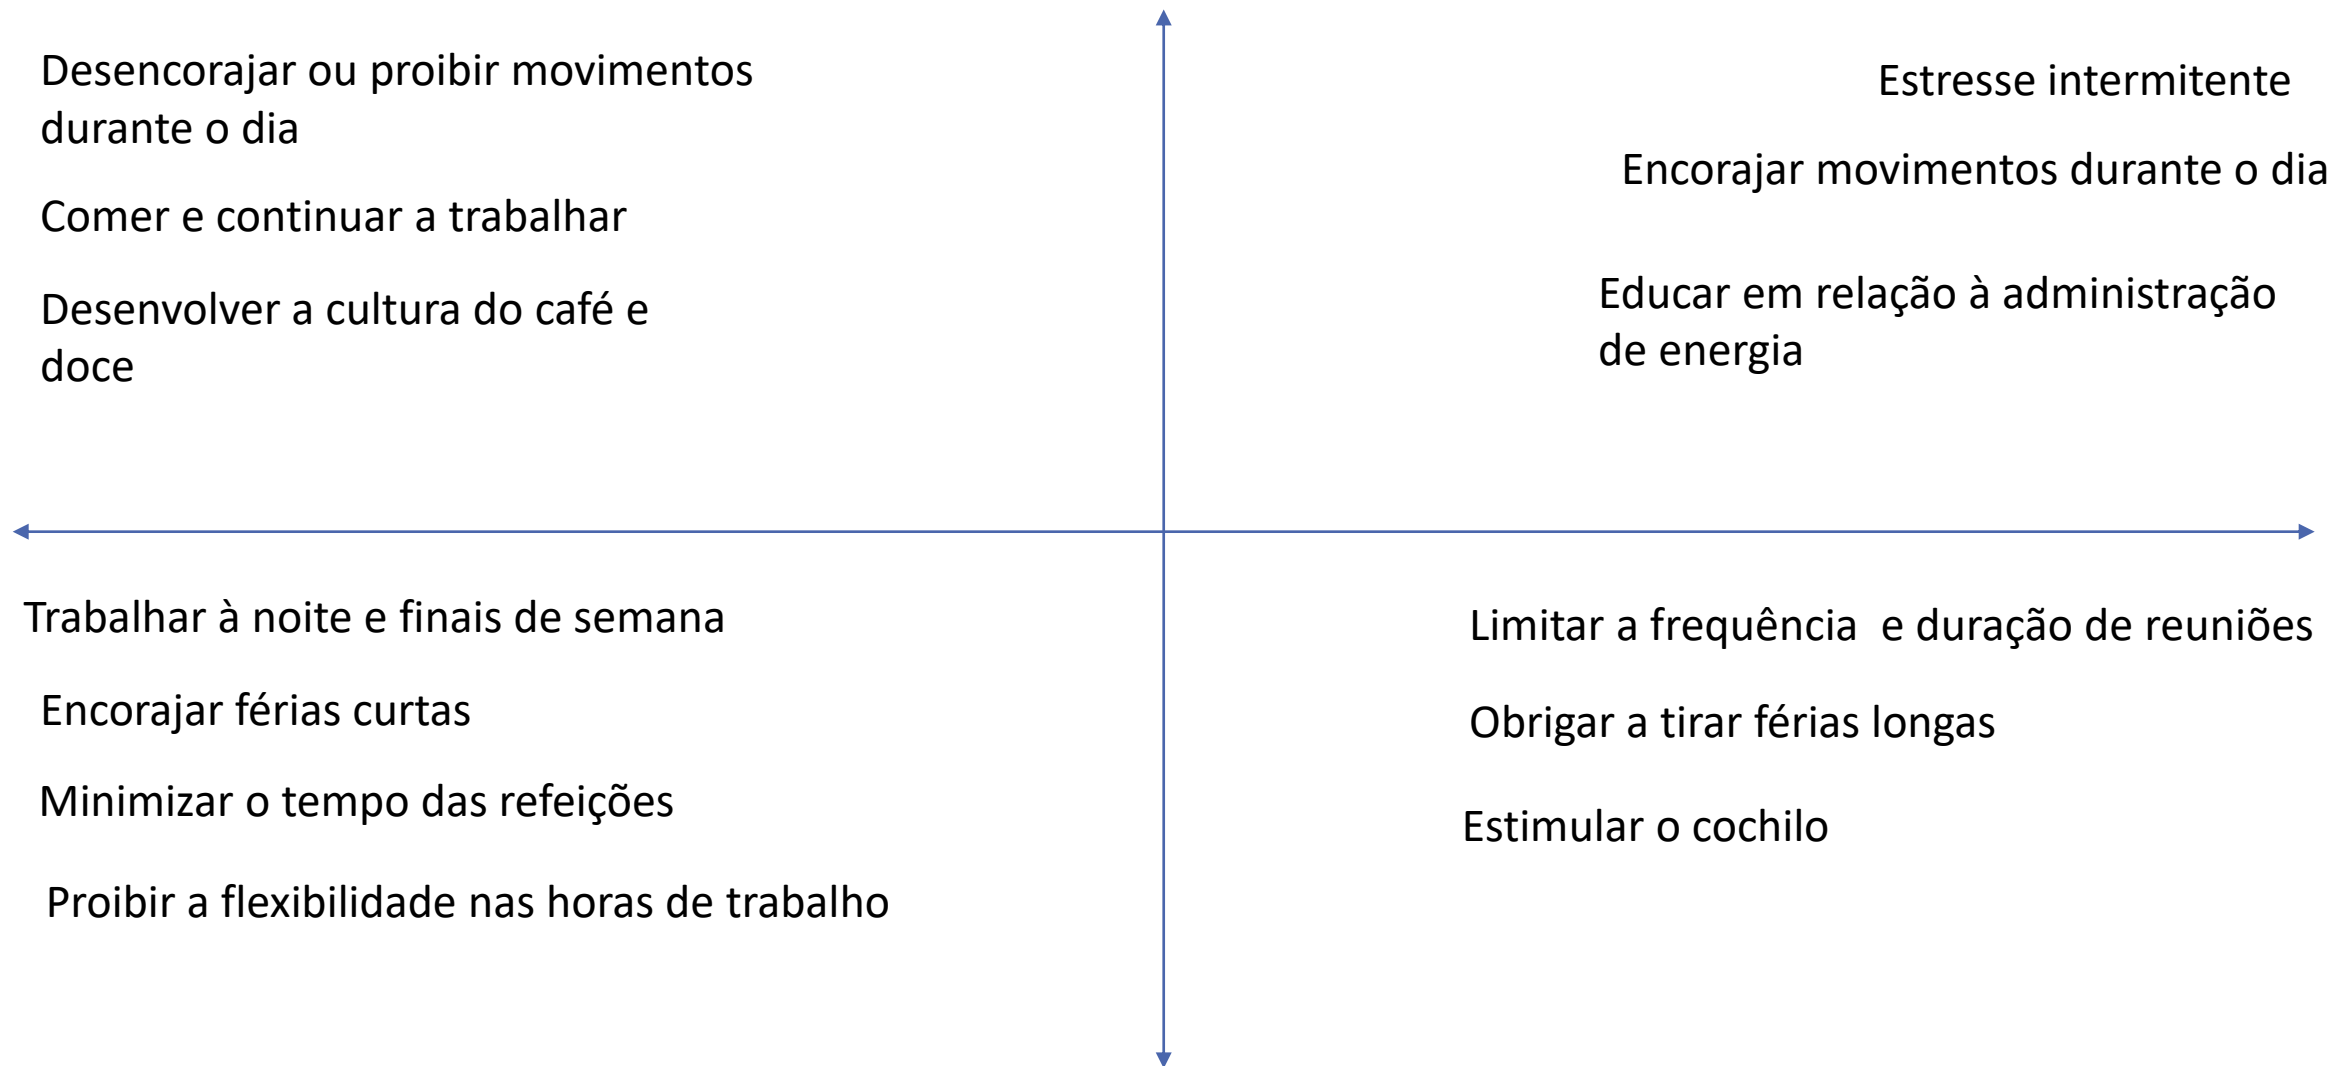 Desencorajar ou proibir movimentos
durante o dia
Comer e continuar a trabalhar
Desenvolver a cultura do café e
doce
Estresse intermitente
Encorajar movimentos durante o dia
Educar em relação à administração
de energia
Trabalhar à noite e finais de semana
Encorajar férias curtas
Minimizar o tempo das refeições
Proibir a flexibilidade nas horas de trabalho
Limitar a frequência  e duração de reuniões
Obrigar a tirar férias longas
Estimular o cochilo